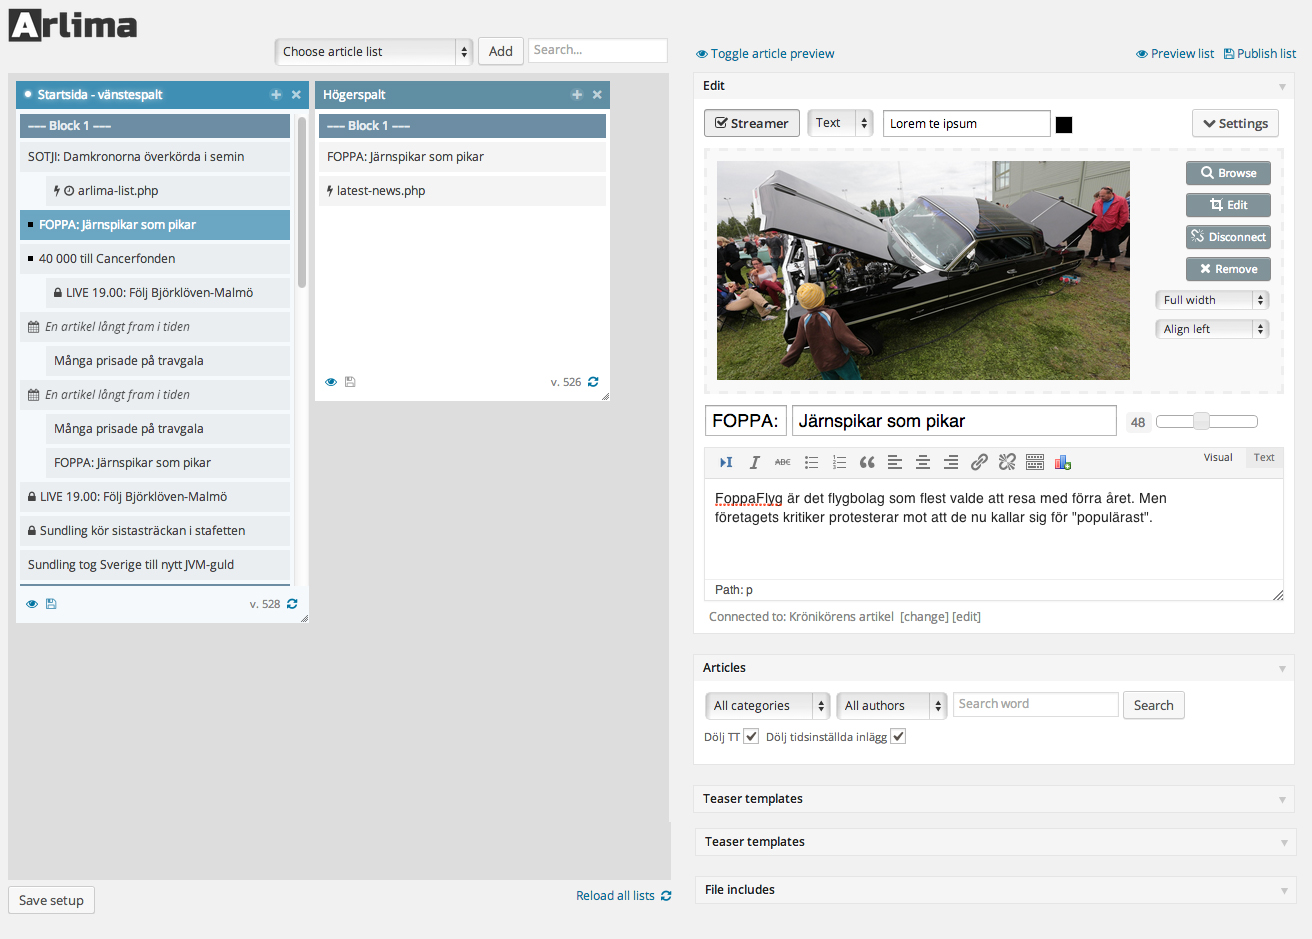 Arlima
Choose article list
Add
Search...
Toggle article preview
Preview list
Publish list
Startsida - vänstespalt
--- Block 1 ---
SOTJI: Damkronorna överkörda i semin
arlima-list.php
FOPPA: Järnspikar som pikar
40 000 till Cancerfonden
LIVE 19.00: Följ Björklöven-Malmö
En artikel långt fram i tiden
Många prisade på travgala
En artikel långt fram i tiden
Många prisade på travgala
FOPPA: Järnspikar som pikar
LIVE 19.00: Följ Björklöven-Malmö
Sundling kör sistasträckan i stafetten
Sundling tog Sverige till nytt JVM-guld
v. 528
Högerspalt
--- Block 1 ---
FOPPA: Järnspikar som pikar
latest-news.php
v. 526
Save setup
Reload all lists
Edit
Streamer
Text
Lorem te ipsum
Settings
Browse
Edit
Disconnect
Remove
Full width
Align left
FOPPA:
Järnspikar som pikar
48
ABC
Visual
Text
FoppaFlyg är det flygbolag som flest valde att resa med förra året. Men
företagets kritiker protesterar mot att de nu kallar sig för "populärast".
Path: p
Connected to: Krönikörens artikel [change] [edit]
Articles
All categories
All authors
Search word
Search
Dölj TT
Dölj tidsinställda inlägg
Teaser templates
Teaser templates
File includes